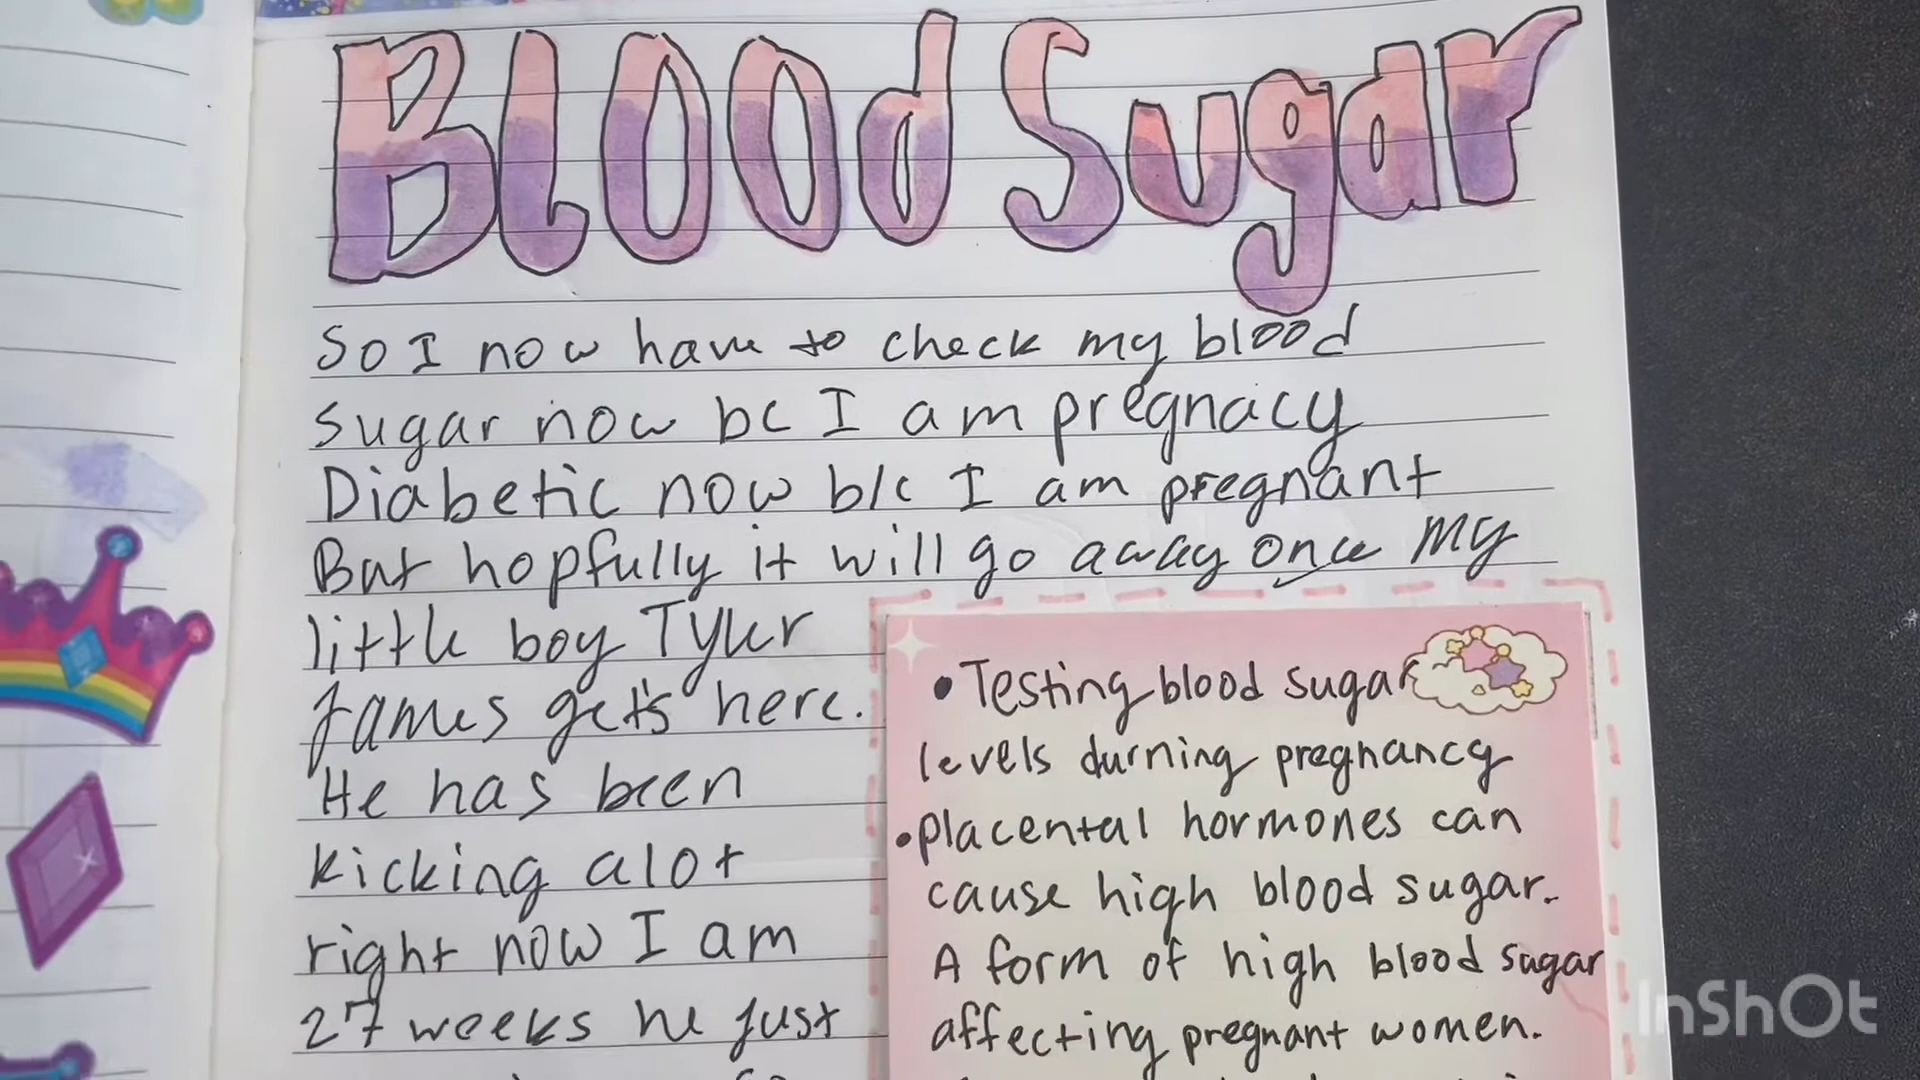 Blood Sugar
So I now have to check my blood
sugar now bc I am pregnacy
Diabetic now b/c I am pregnant
But hopfully it will go away once my
little boy Tyler
James get's here.
He has been
kicking alot
right now I am
27 weeks he just
• Testing blood sugar
levels durning pregnancy
• placental hormones can
cause high blood sugar.
A form of high blood sugar
affecting pregnant women.
InShOt